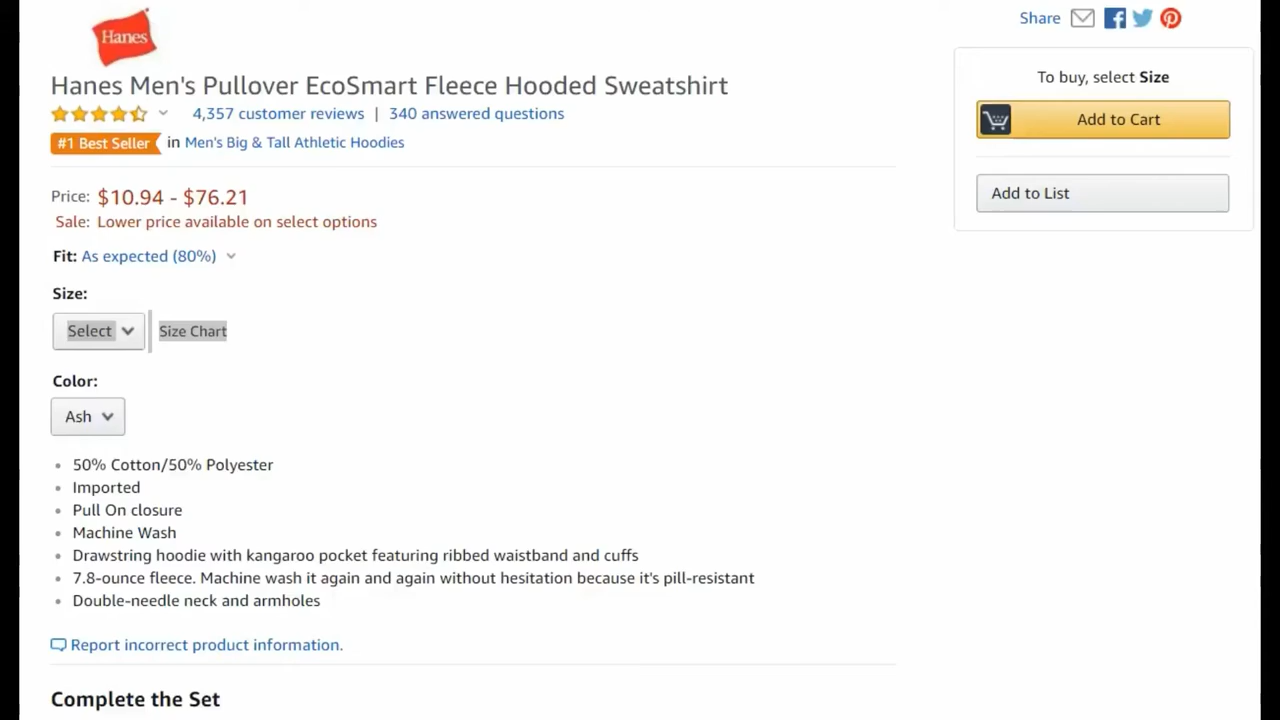 Share
Hanes
Hanes Men's Pullover EcoSmart Fleece Hooded Sweatshirt
4,357 customer reviews | 340 answered questions
#1 Best Seller in Men's Big & Tall Athletic Hoodies
To buy, select Size
Add to Cart
Add to List
Price: $10.94 - $76.21
Sale: Lower price available on select options
Fit: As expected (80%)
Size:
Select Size Chart
Color:
Ash
50% Cotton/50% Polyester
Imported
Pull On closure
Machine Wash
Drawstring hoodie with kangaroo pocket featuring ribbed waistband and cuffs
7.8-ounce fleece. Machine wash it again and again without hesitation because it's pill-resistant
Double-needle neck and armholes
Report incorrect product information.
Complete the Set